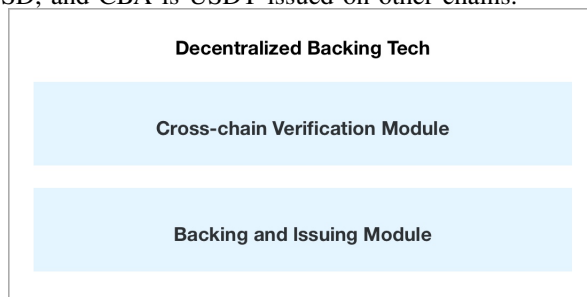 SD, and CBA is USDT issued on other chains.
Decentralized Backing Tech
Cross-chain Verification Module
Backing and Issuing Module